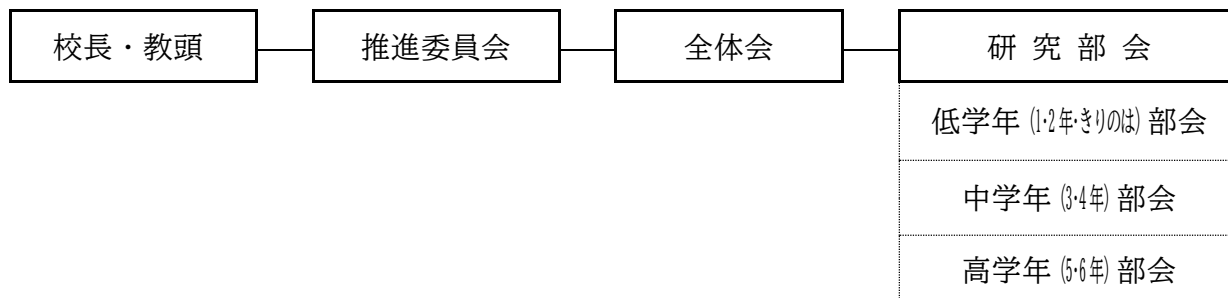 校長・教頭
推進委員会
全体会
研究部会
低学年(1・2年・きりのは)部会
中学年(3・4年)部会
高学年(5・6年)部会